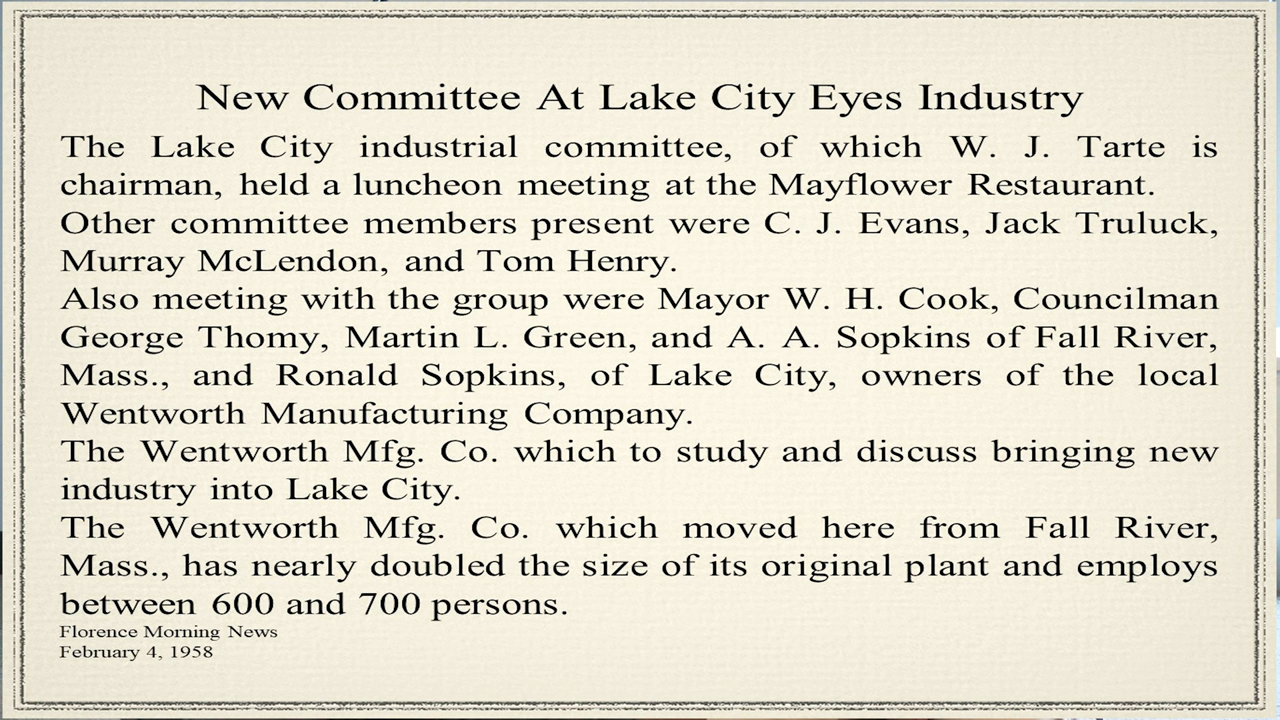 New Committee At Lake City Eyes Industry
The Lake City industrial committee, of which W. J. Tarte is
chairman, held a luncheon meeting at the Mayflower Restaurant.
Other committee members present were C. J. Evans, Jack Truluck,
Murray McLendon, and Tom Henry.
Also meeting with the group were Mayor W. H. Cook, Councilman
George Thomy, Martin L. Green, and A. A. Sopkins of Fall River,
Mass., and Ronald Sopkins, of Lake City, owners of the local
Wentworth Manufacturing Company.
The Wentworth Mfg. Co. which to study and discuss bringing new
industry into Lake City.
The Wentworth Mfg. Co. which moved here from Fall River,
Mass., has nearly doubled the size of its original plant and employs
between 600 and 700 persons.
Florence Morning News
February 4, 1958